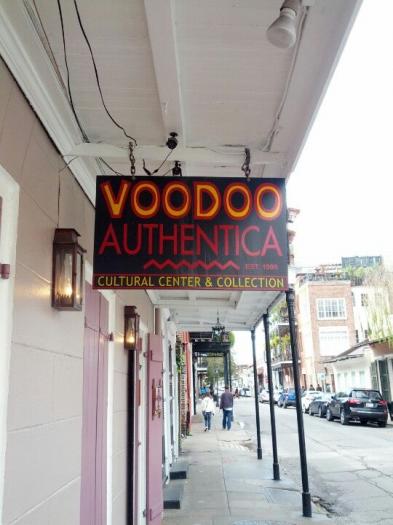 VOODOO
AUTHENTICA
EST. 1996
CULTURAL CENTER & COLLECTION